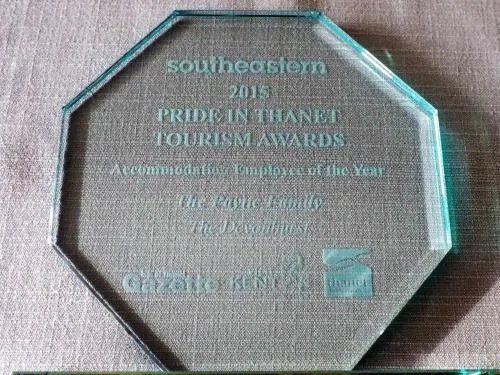 southeastern
2015
PRIDE IN THANET
TOURISM AWARDS
Accommodation Employee of the Year
The Payne Family
The Devonhurst
Gazette KENT thanet